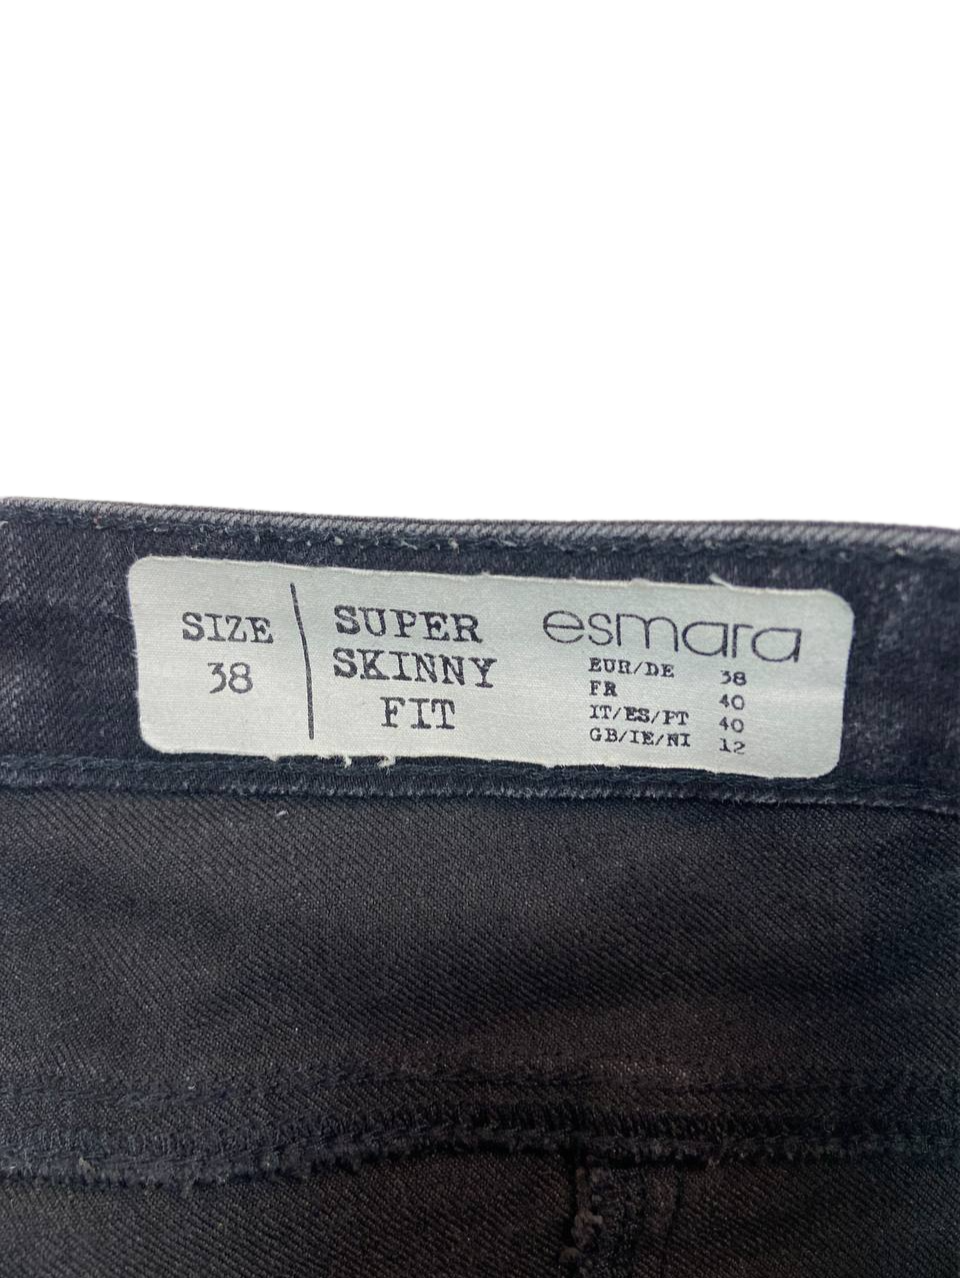 SIZE
38
SUPER
SKINNY
FIT
esmara
EUR/DE 38
FR 40
IT/ES/PT 40
GB/IE/NI 12